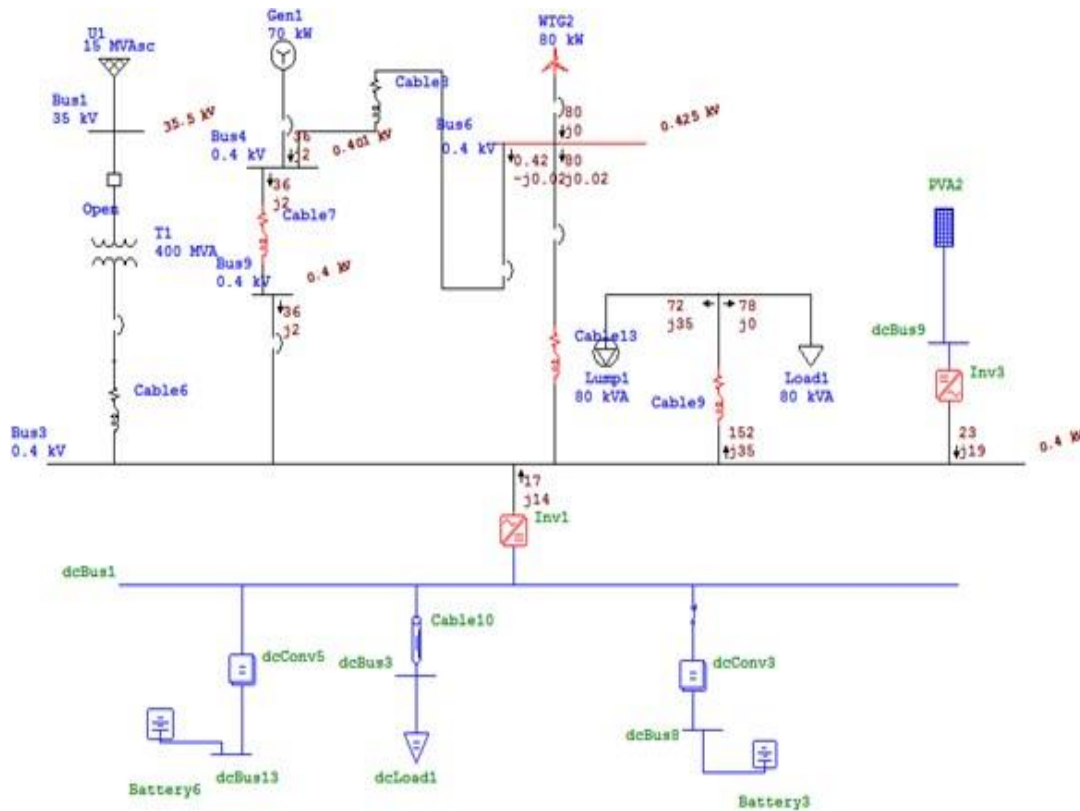 U1
15 MVAsc
Bus1
35 kV
35.5 kV
Open
T1
400 MVA
Cable6
Bus3
0.4 kV
Gen1
70 kW
Bus4
0.4 kV
36
j2
0.401 kV
36
j2
Cable7
Bus9
0.4 kV
0.4 kV
36
j2
Cable8
WTG2
80 kW
80
j0
Bus6
0.4 kV
0.425 kV
0.42
-j0.02
80
j0.02
Cable13
72
j35
78
j0
Lump1
80 kVA
Cable9
Load1
80 kVA
152
j35
PVA2
dcBus9
Inv3
23
j19
0.4 kV
17
j14
Inv1
dcBus1
dcConv5
Cable10
dcBus3
dcConv3
dcBus8
Battery6
dcBus13
dcLoad1
Battery3